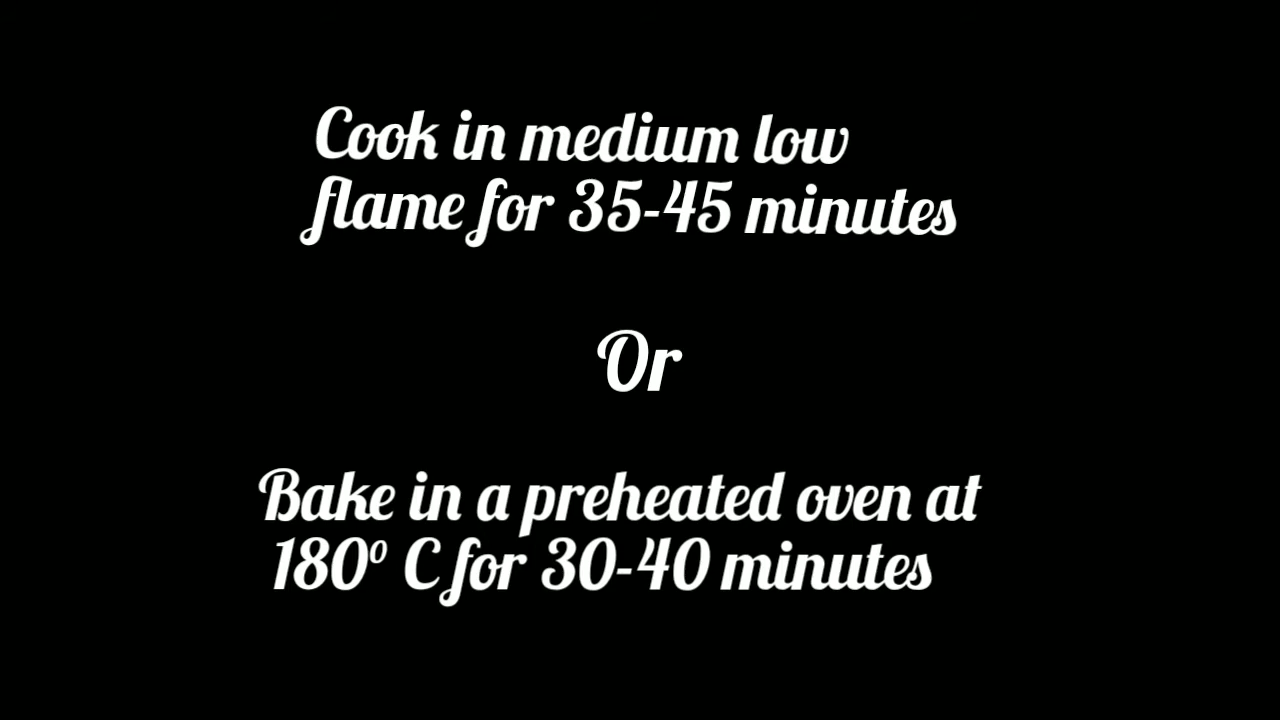 Cook in medium low
flame for 35-45 minutes
Or
Bake in a preheated oven at
180⁰ C for 30-40 minutes